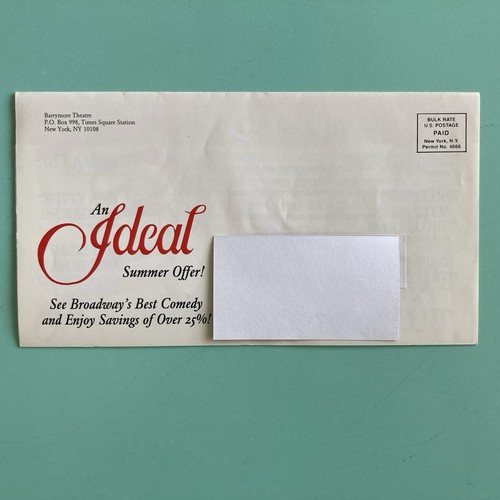 Barrymore Theatre
P.O. Box 998, Times Square Station
New York, NY 10108
BULK RATE
U.S. POSTAGE
PAID
New York, N.Y.
Permit No. 4666
An
Ideal
Summer Offer!
See Broadway's Best Comedy
and Enjoy Savings of Over 25%!